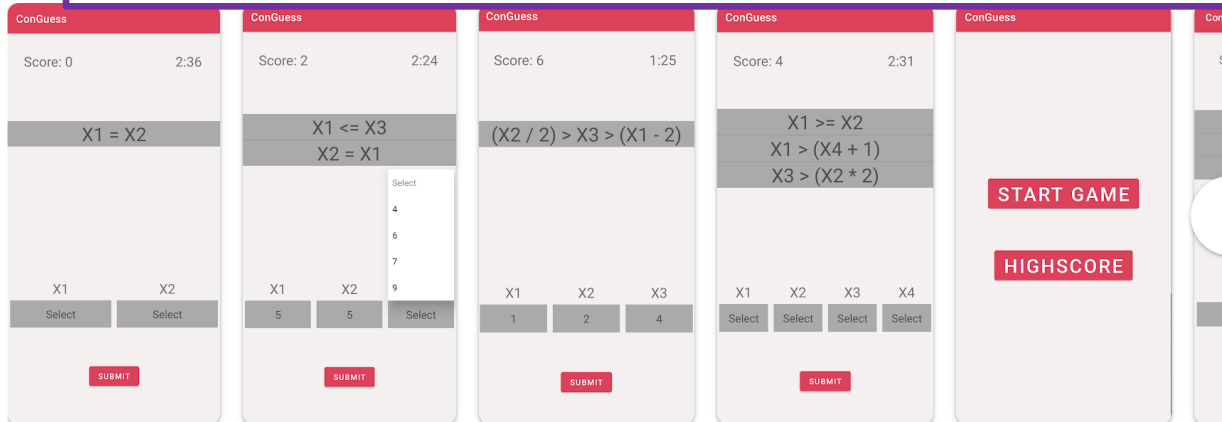 ConGuess
Score: 0 2:36
X1 = X2
X1 X2
Select Select
SUBMIT
ConGuess
Score: 2 2:24
X1 <= X3
X2 = X1
Select
4
6
7
9
X1 X2
5 5 Select
SUBMIT
ConGuess
Score: 6 1:25
(X2 / 2) > X3 > (X1 - 2)
X1 X2 X3
1 2 4
SUBMIT
ConGuess
Score: 4 2:31
X1 >= X2
X1 > (X4 + 1)
X3 > (X2 * 2)
X1 X2 X3 X4
Select Select Select Select
SUBMIT
ConGuess
START GAME
HIGHSCORE